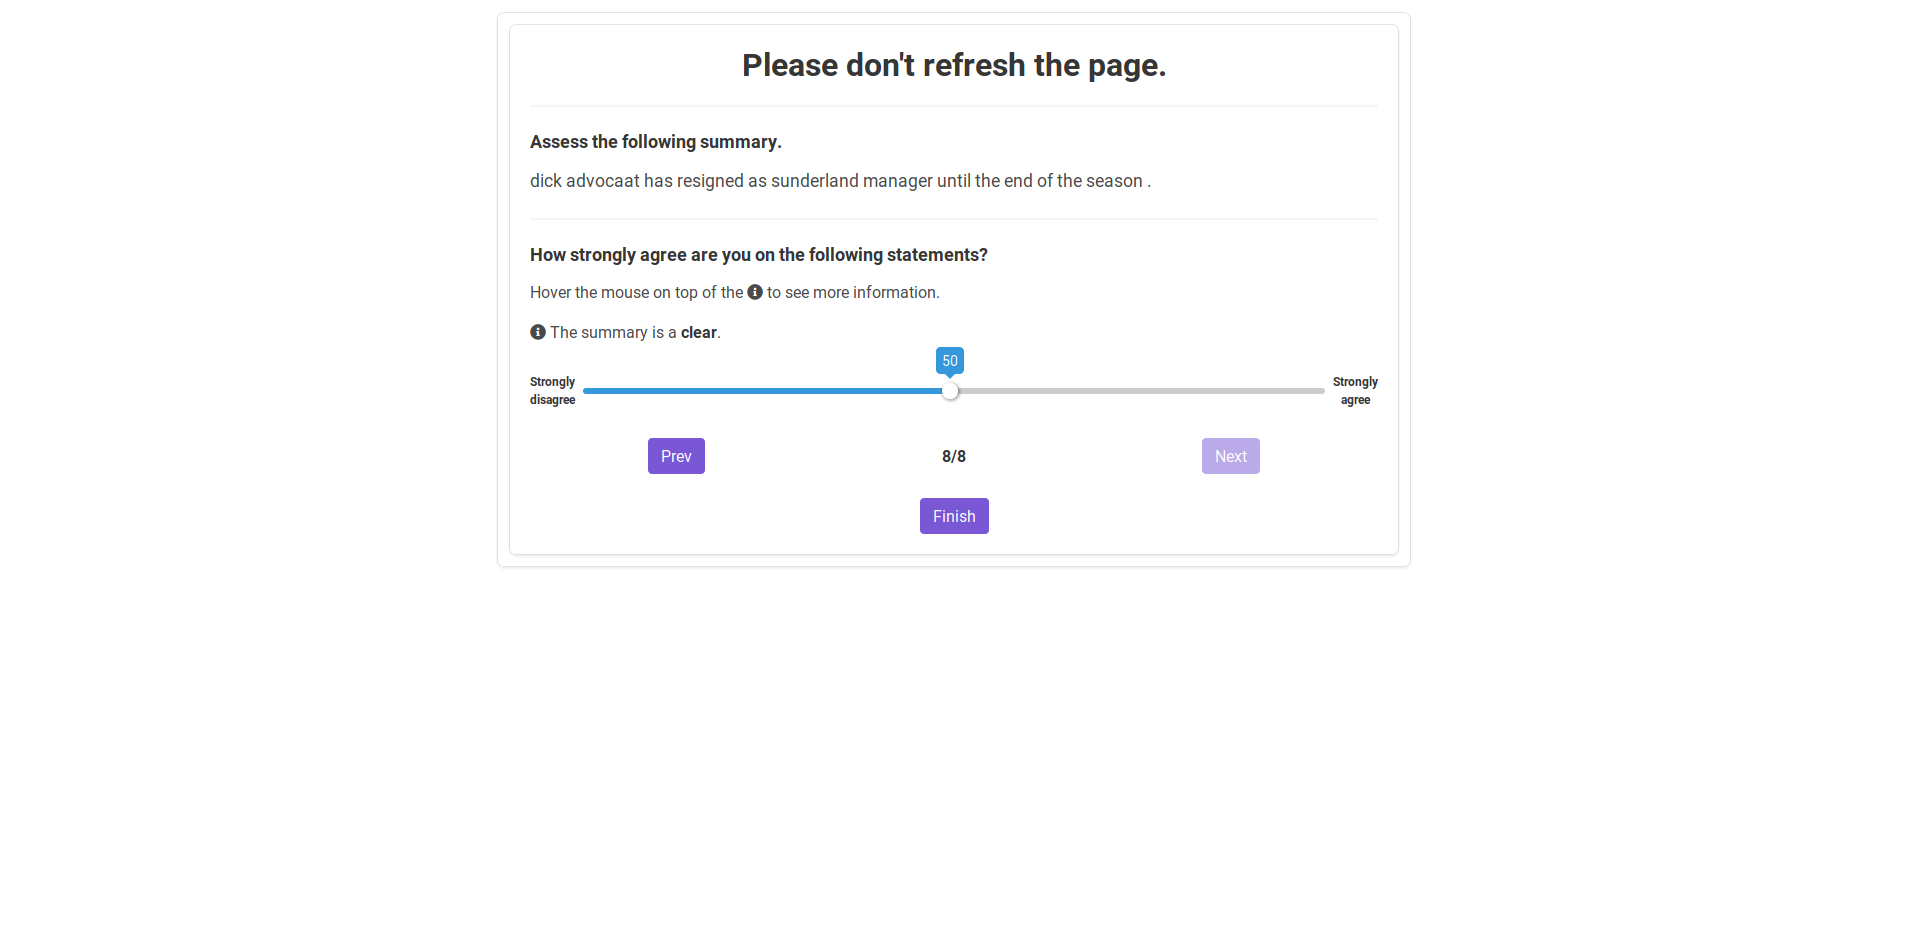 Please don't refresh the page.
Assess the following summary.
dick advocaat has resigned as sunderland manager until the end of the season .
How strongly agree are you on the following statements?
Hover the mouse on top of the to see more information.
The summary is a clear.
50
Strongly disagree
Strongly agree
Prev
8/8
Next
Finish